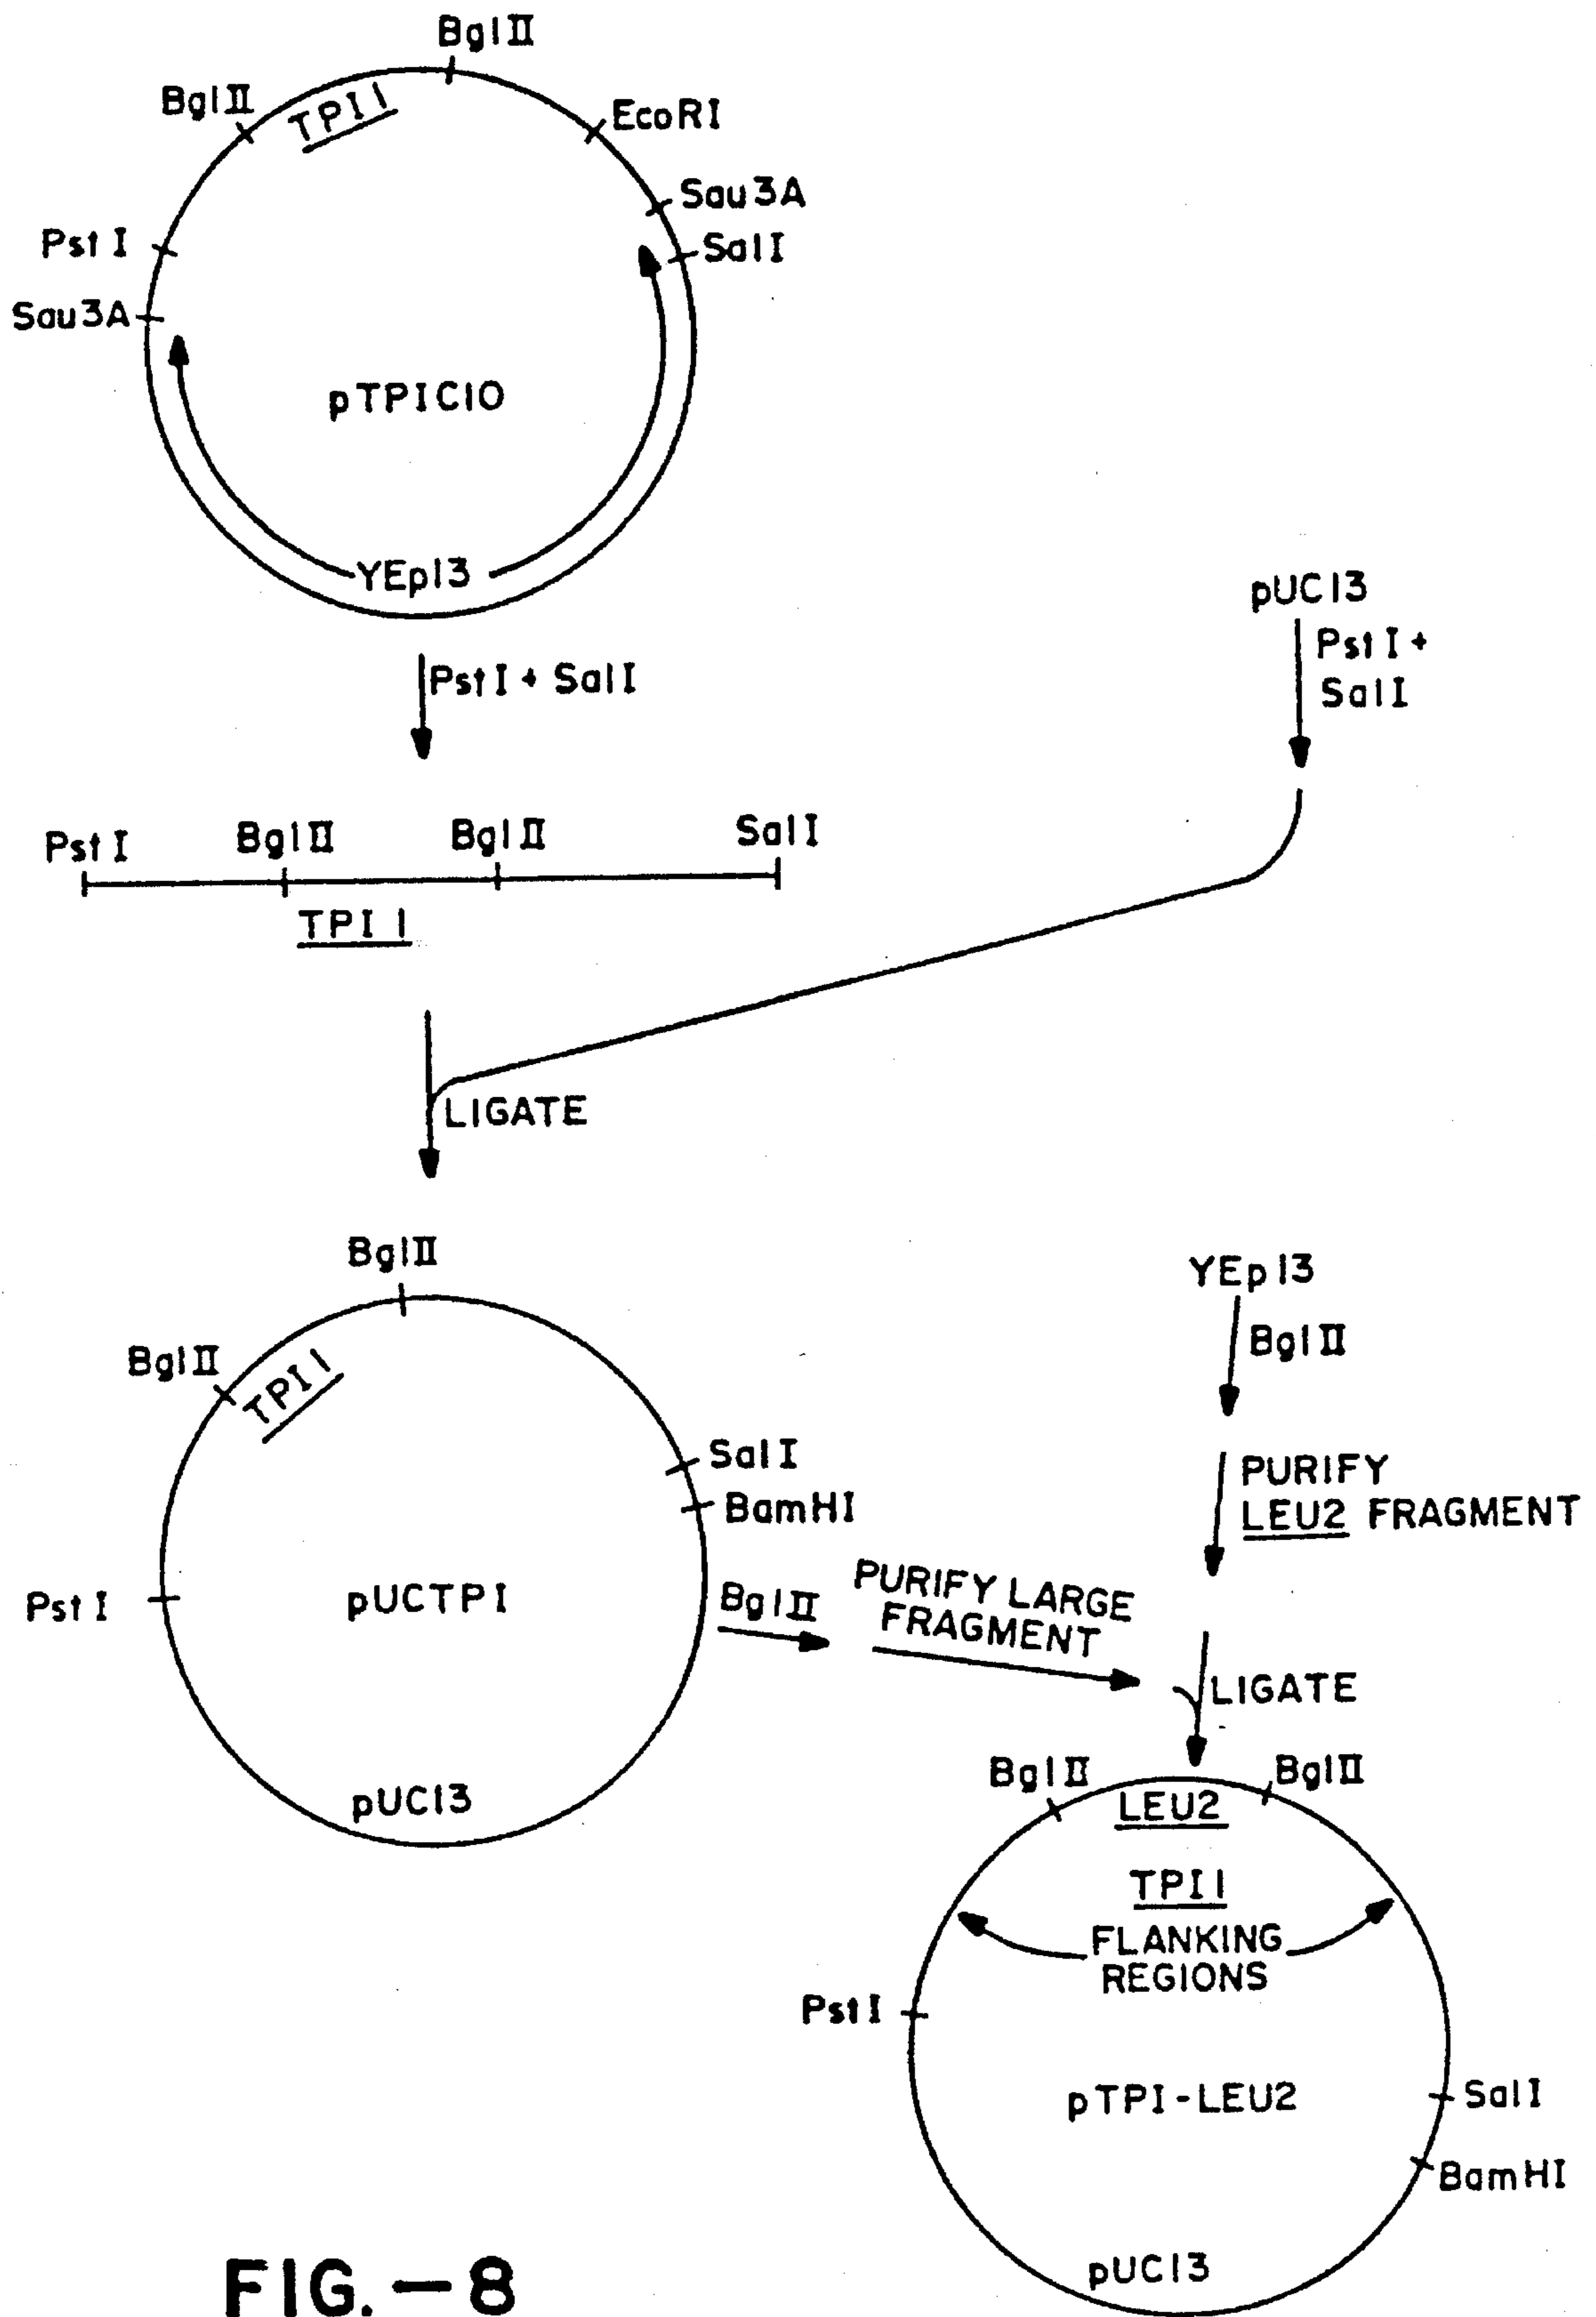 BglII
BglII
TPI1
EcoRI
Sau3A
PstI
SalI
Sau3A
pTPIC10
YEp13
pUC13
PstI + SalI
PstI +
SalI
PstI
BglII
BglII
SalI
TPI1
LIGATE
BglII
YEp13
BglII
BglII
TPI1
SalI
BamHI
PURIFY
LEU2 FRAGMENT
PstI
pUCTPI
BglII
PURIFY LARGE
FRAGMENT
LIGATE
BglII
BglII
LEU2
pUC13
TPI1
FLANKING
REGIONS
PstI
pTPI-LEU2
SalI
BamHI
pUC13
FIG.-8